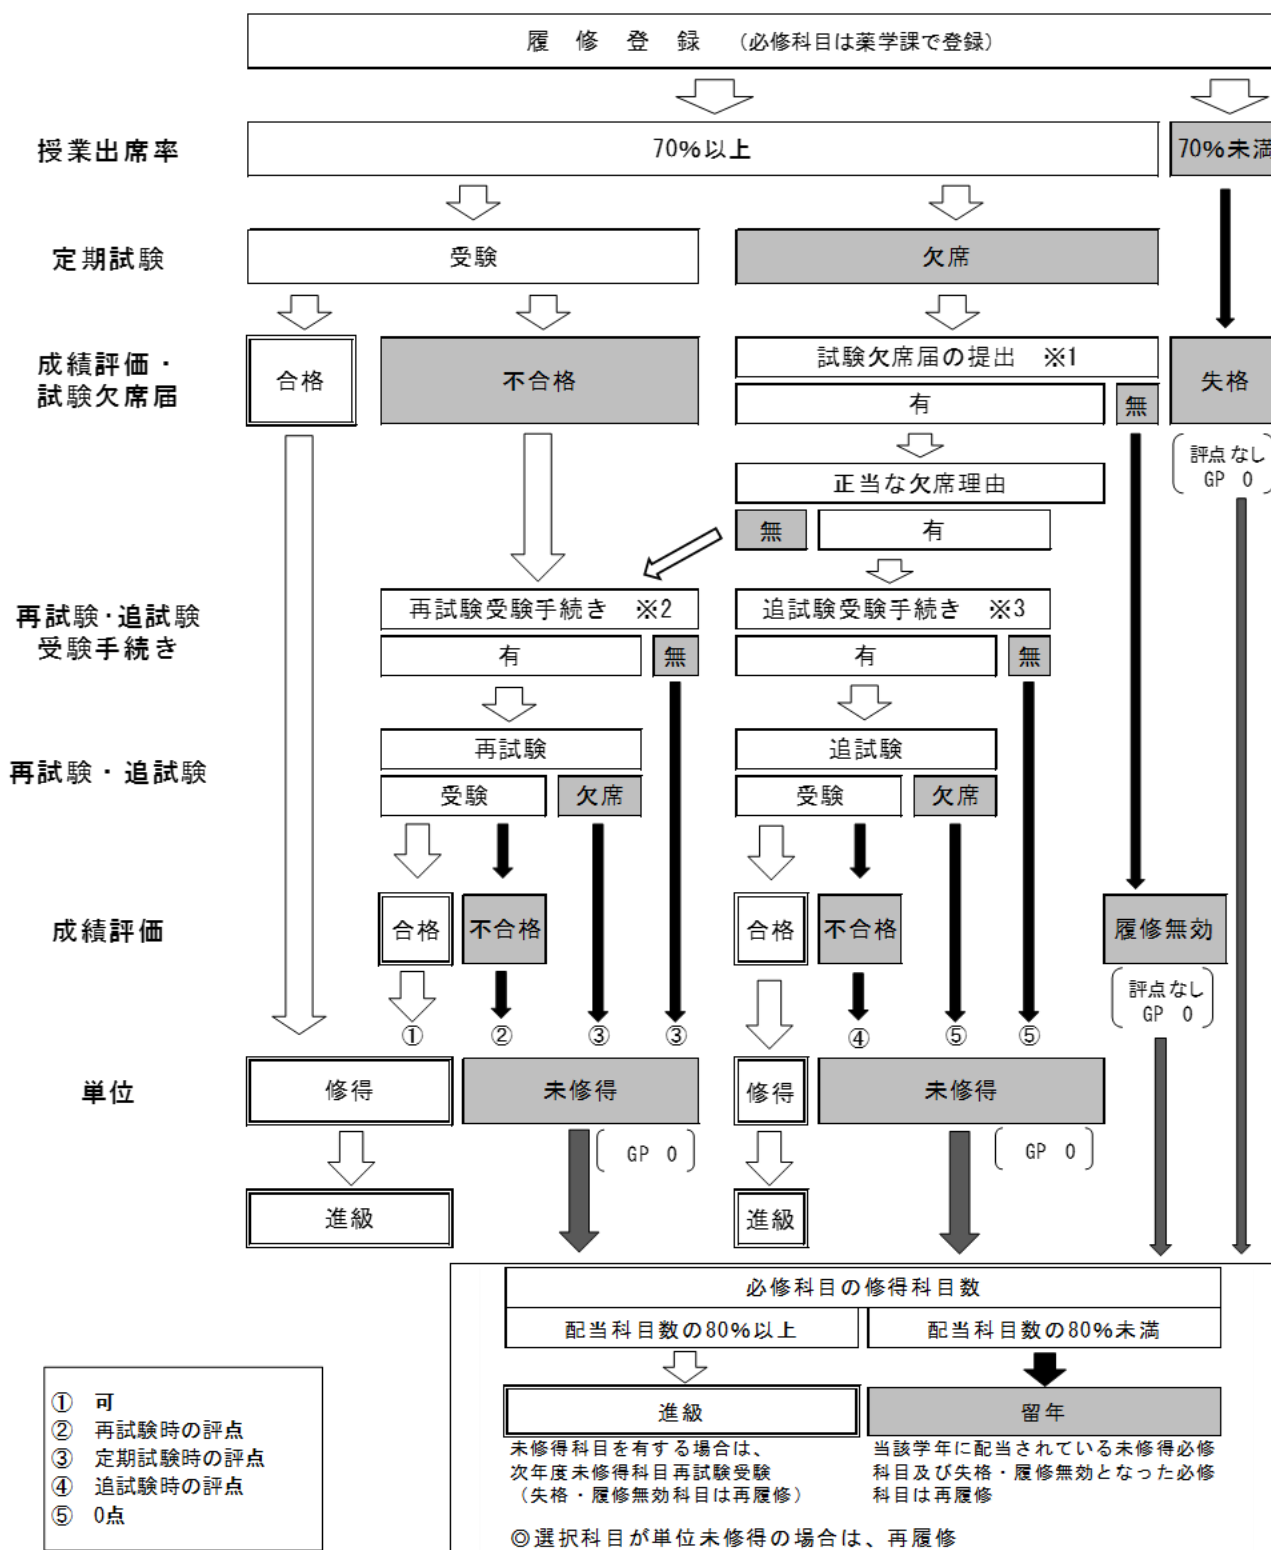 履修登録 （必修科目は薬学課で登録）
授業出席率
70%以上
70%未満
定期試験
受験
欠席
成績評価・
試験欠席届
合格
不合格
試験欠席届の提出 ※1
有
無
失格
評点なし
GP 0
正当な欠席理由
無
有
再試験・追試験
受験手続き
再試験受験手続き ※2
追試験受験手続き ※3
有
無
有
無
再試験・追試験
再試験
追試験
受験
欠席
受験
欠席
成績評価
合格
不合格
合格
不合格
履修無効
評点なし
GP 0
①
②
③
③
④
⑤
⑤
単位
修得
未修得
修得
未修得
GP 0
GP 0
進級
進級
必修科目の修得科目数
配当科目数の80%以上
配当科目数の80%未満
進級
留年
未修得科目を有する場合は、
次年度未修得科目再試験受験
（失格・履修無効科目は再履修）
当該学年に配当されている未修得必修
科目及び失格・履修無効となった必修
科目は再履修
◎選択科目が単位未修得の場合は、再履修
① 可
② 再試験時の評点
③ 定期試験時の評点
④ 追試験時の評点
⑤ 0点